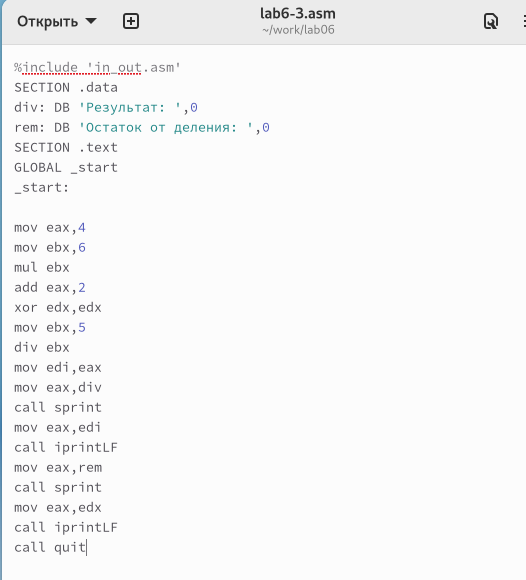 Открыть
lab6-3.asm
~/work/lab06
%include 'in_out.asm'
SECTION .data
div: DB 'Результат: ',0
rem: DB 'Остаток от деления: ',0
SECTION .text
GLOBAL _start
_start:
mov eax,4
mov ebx,6
mul ebx
add eax,2
xor edx,edx
mov ebx,5
div ebx
mov edi,eax
mov eax,div
call sprint
mov eax,edi
call iprintLF
mov eax,rem
call sprint
mov eax,edx
call iprintLF
call quit